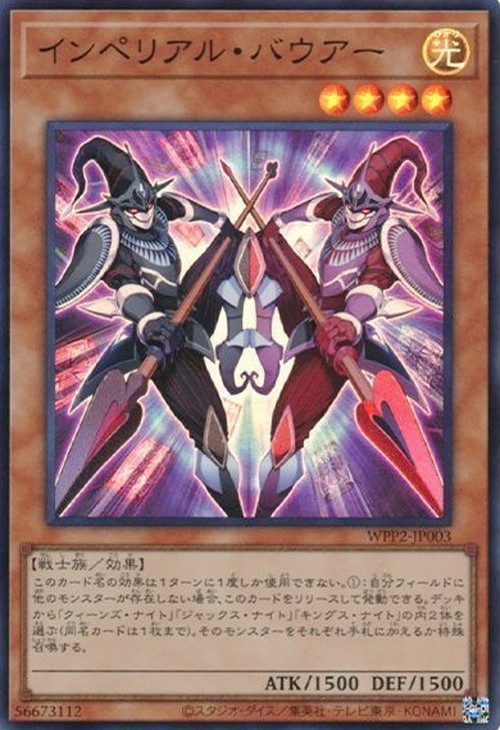 インペリアル・バウアー
光
WPP2-JP003
【戦士族／効果】
このカード名の効果は1ターンに1度しか使用できない。①：自分フィールドに
他のモンスターが存在しない場合、このカードをリリースして発動できる。デッキ
から「クィーンズ・ナイト」「ジャックス・ナイト」「キングス・ナイト」の内2体を
選ぶ（同名カードは1枚まで）。そのモンスターをそれぞれ手札に加えるか特殊
召喚する。
ATK/1500 DEF/1500
56673112 ©スタジオ・ダイス／集英社・テレビ東京・KONAMI